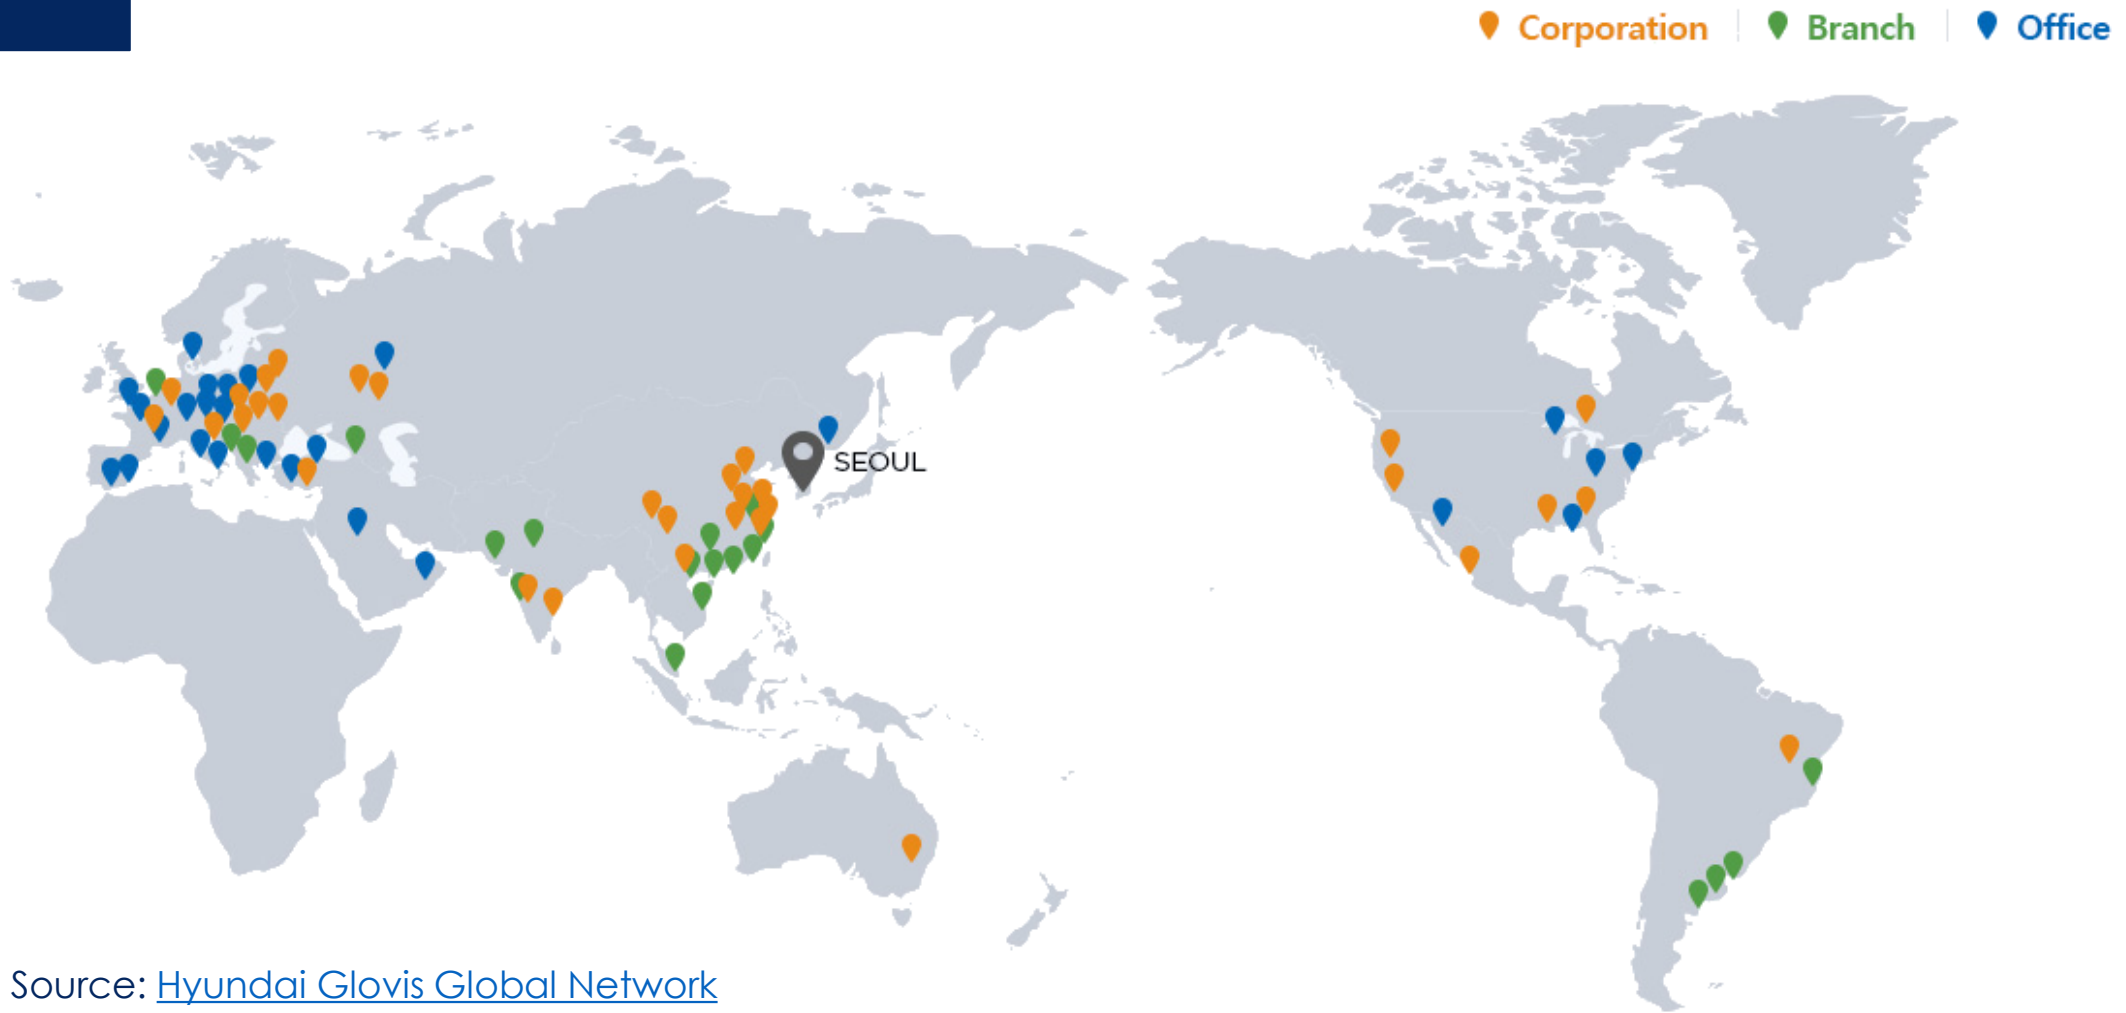 Corporation
Branch
Office
SEOUL
Source: Hyundai Glovis Global Network